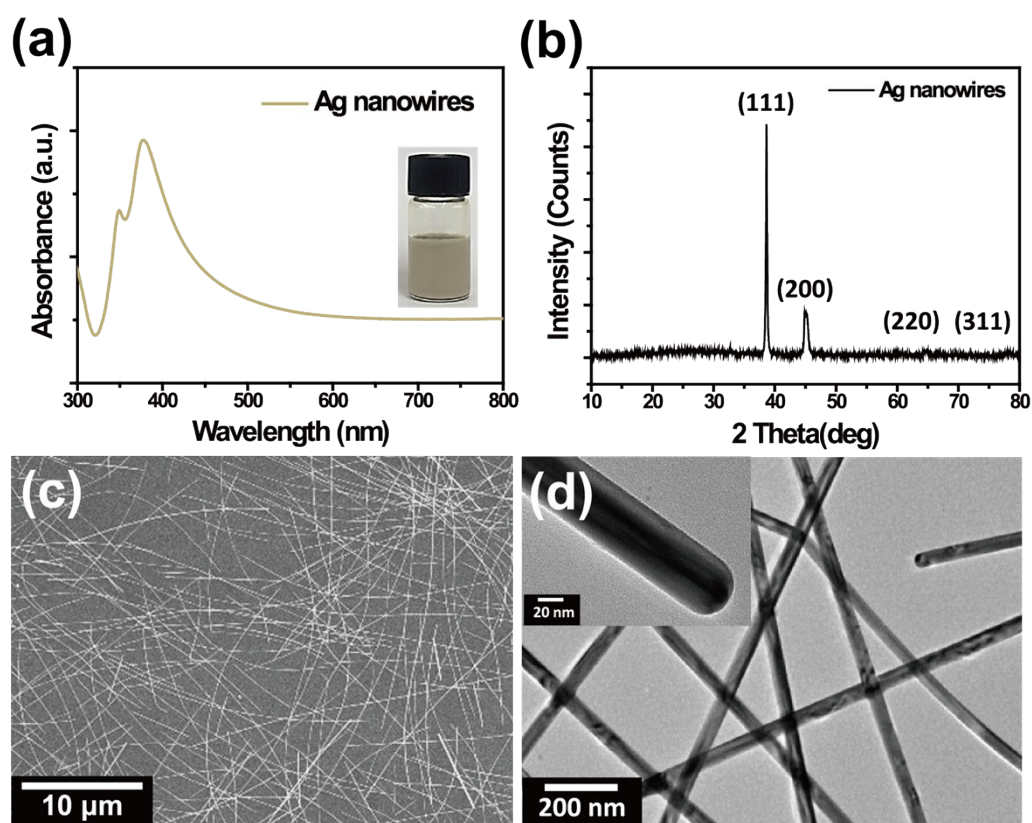 (a)
Ag nanowires
Absorbance (a.u.)
300 400 500 600 700 800
Wavelength (nm)
(b)
Ag nanowires
(111)
(200)
(220) (311)
Intensity (Counts)
10 20 30 40 50 60 70 80
2 Theta(deg)
(c)
10 µm
(d)
20 nm
200 nm